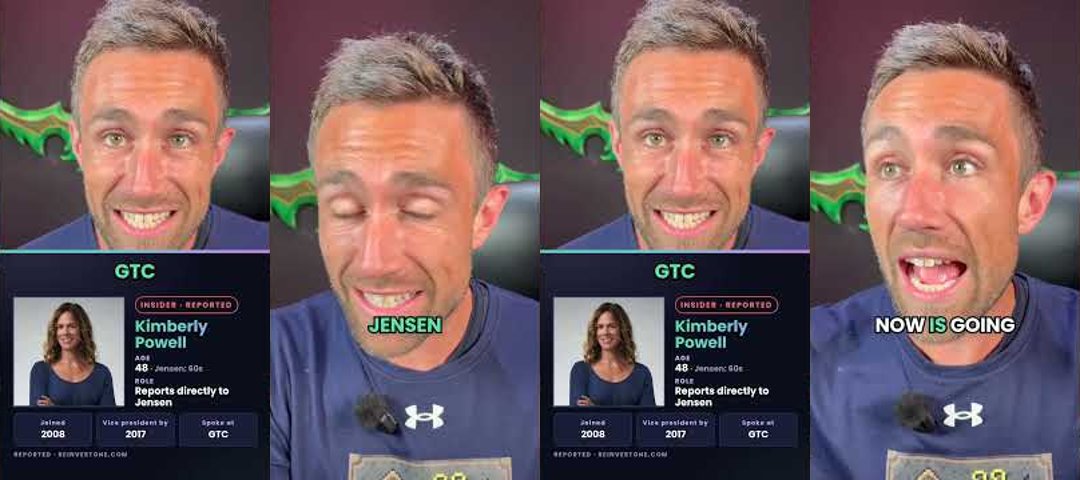 GTC
INSIDER · REPORTED
Kimberly
Powell
AGE
48 · Jensen: 60s
ROLE
Reports directly to
Jensen
Joined
2008
Vice president by
2017
Spoke at
GTC
REPORTED · REINVERTONE.COM
JENSEN
GTC
INSIDER · REPORTED
Kimberly
Powell
AGE
48 · Jensen: 60s
ROLE
Reports directly to
Jensen
Joined
2008
Vice president by
2017
Spoke at
GTC
REPORTED · REINVERTONE.COM
NOW IS GOING